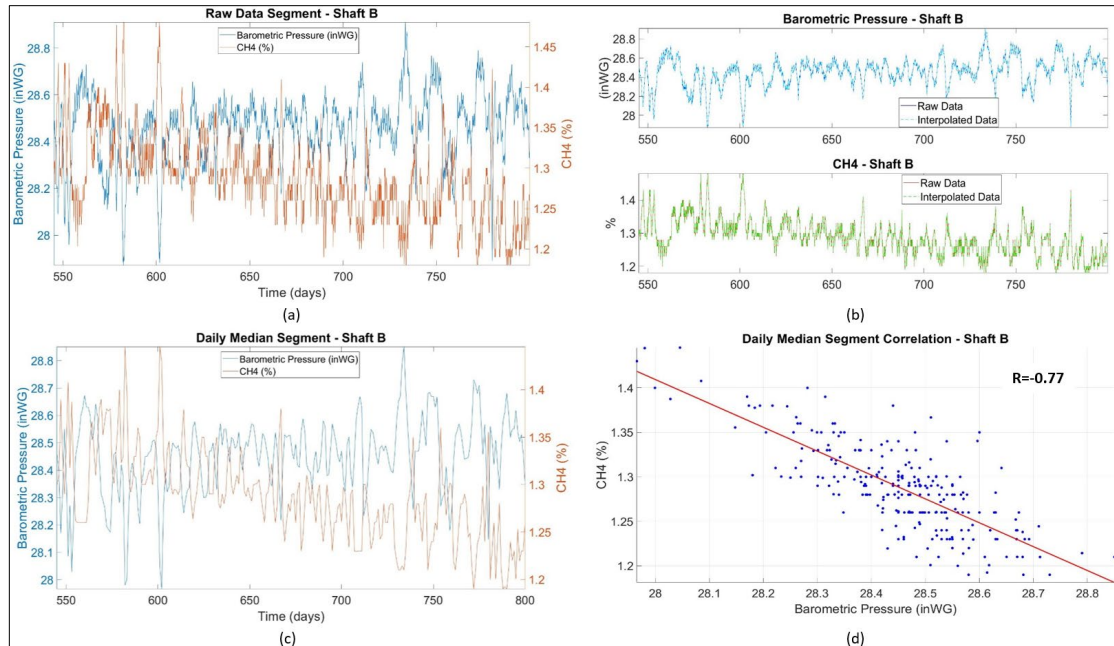 Raw Data Segment - Shaft B
Barometric Pressure (inWG)
CH4 (%)
Barometric Pressure (inWG)
28.8
28.6
28.4
28.2
28
CH4 (%)
1.45
1.4
1.35
1.3
1.25
1.2
545 600 650 700 750
Time (days)
(a)
Barometric Pressure - Shaft B
(inWG)
28.8
28.4
28.2
28
Raw Data
Interpolated Data
545 600 650 700 750
CH4 - Shaft B
%
1.4
1.3
1.2
Raw Data
Interpolated Data
545 600 650 700 750
(b)
Daily Median Segment - Shaft B
Barometric Pressure (inWG)
CH4 (%)
Barometric Pressure (inWG)
28.8
28.7
28.6
28.5
28.4
28.3
28.2
28.1
28
CH4 (%)
1.4
1.35
1.3
1.25
1.2
545 600 650 700 750 800
Time (days)
(c)
Daily Median Segment Correlation - Shaft B
R=-0.77
CH4 (%)
1.4
1.35
1.3
1.25
1.2
28 28.1 28.2 28.3 28.4 28.5 28.6 28.7 28.8
Barometric Pressure (inWG)
(d)